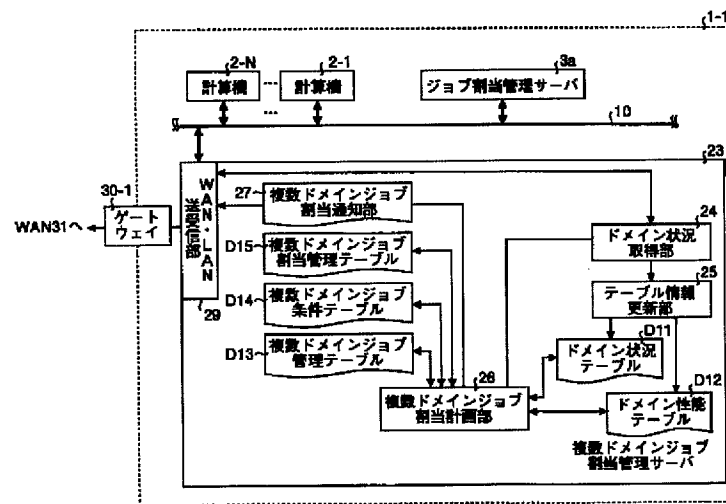 1-1
2-N
2-1
3a
計算機
...
計算機
ジョブ割当管理サーバ
...
10
23
30-1
ゲート
ウェイ
WAN31へ
WAN・LAN
29
27
複数ドメインジョブ
割当通知部
24
ドメイン状況
取得部
D15
複数ドメインジョブ
割当管理テーブル
25
テーブル情報
更新部
D14
複数ドメインジョブ
条件テーブル
D11
ドメイン状況
テーブル
D13
複数ドメインジョブ
管理テーブル
26
複数ドメインジョブ
割当計画部
D12
ドメイン性能
テーブル
複数ドメインジョブ
割当管理サーバ